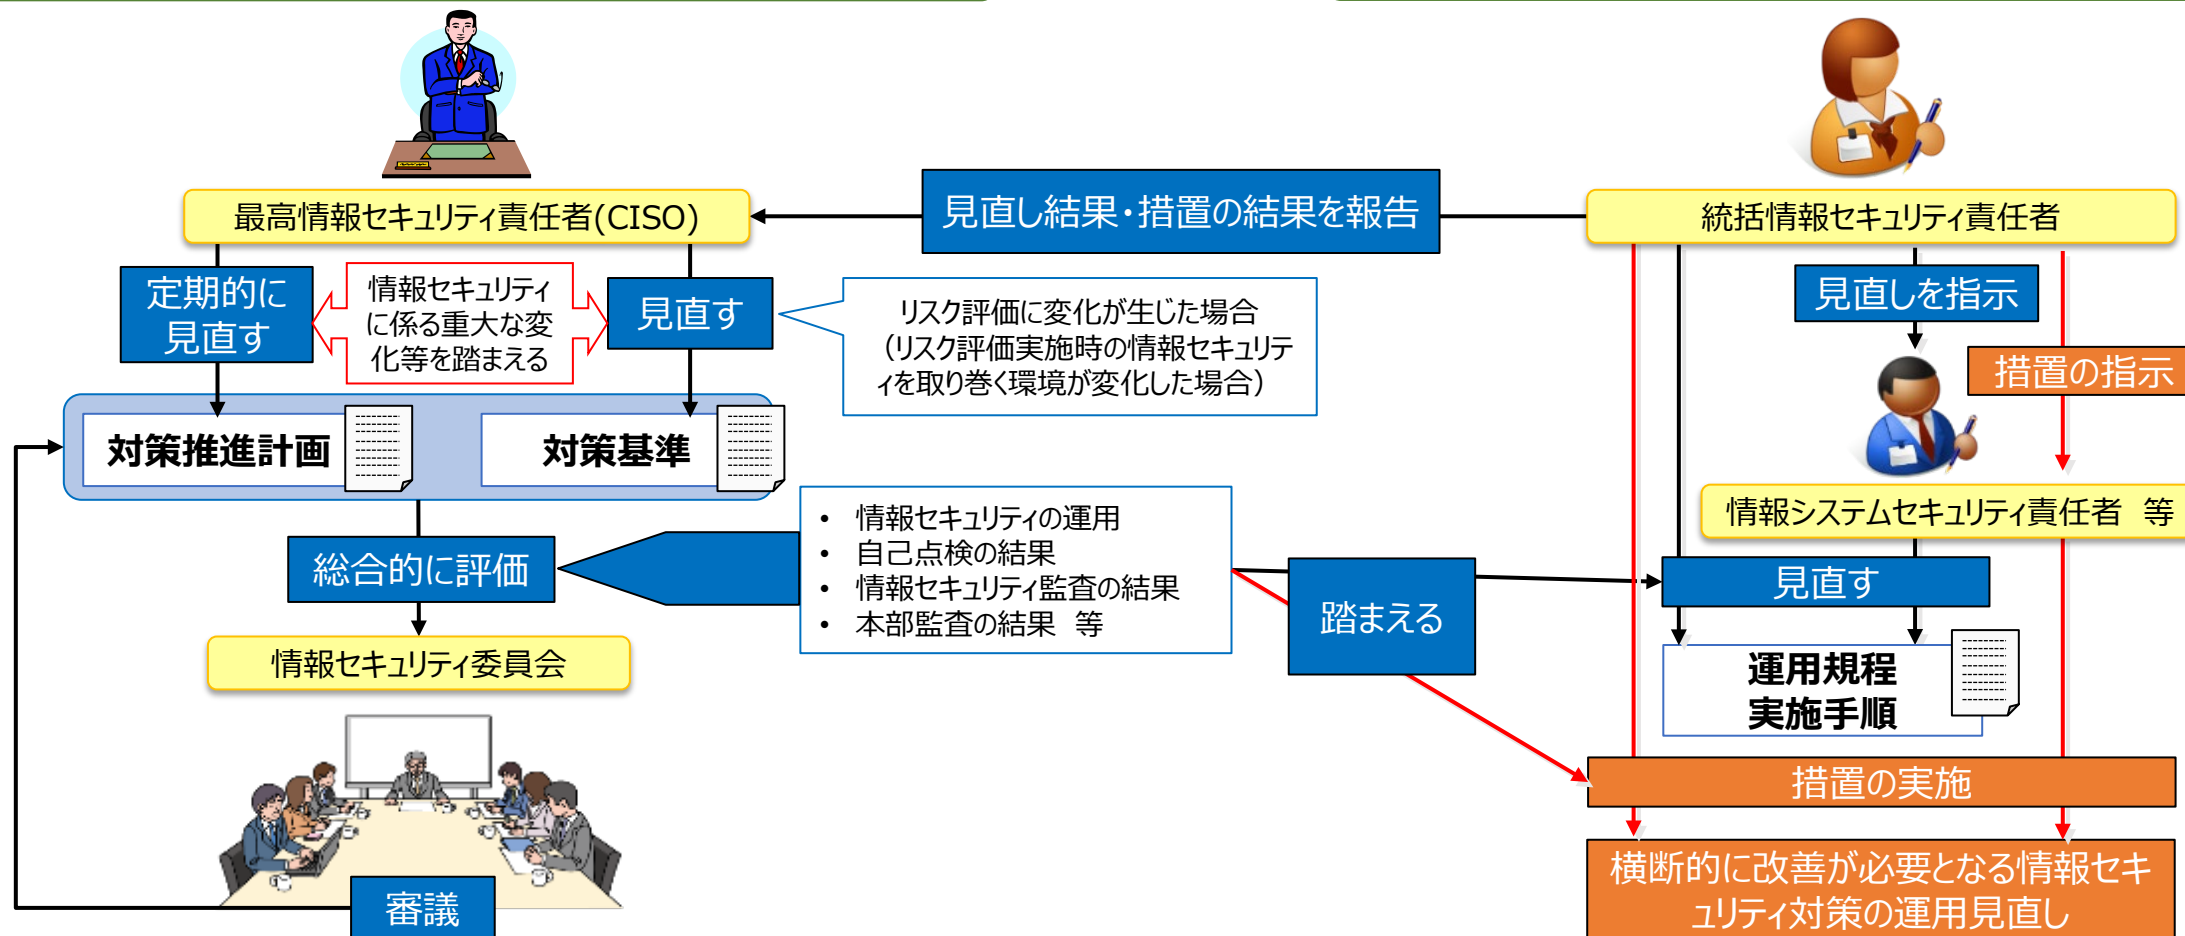 最高情報セキュリティ責任者(CISO)
見直し結果・措置の結果を報告
統括情報セキュリティ責任者
定期的に
見直す
情報セキュリティ
に係る重大な変
化等を踏まえる
見直す
リスク評価に変化が生じた場合
（リスク評価実施時の情報セキュリテ
ィを取り巻く環境が変化した場合）
見直しを指示
措置の指示
対策推進計画
対策基準
情報システムセキュリティ責任者　等
総合的に評価
• 情報セキュリティの運用
• 自己点検の結果
• 情報セキュリティ監査の結果
• 本部監査の結果　等
踏まえる
見直す
情報セキュリティ委員会
運用規程
実施手順
措置の実施
横断的に改善が必要となる情報セキ
ュリティ対策の運用見直し
審議